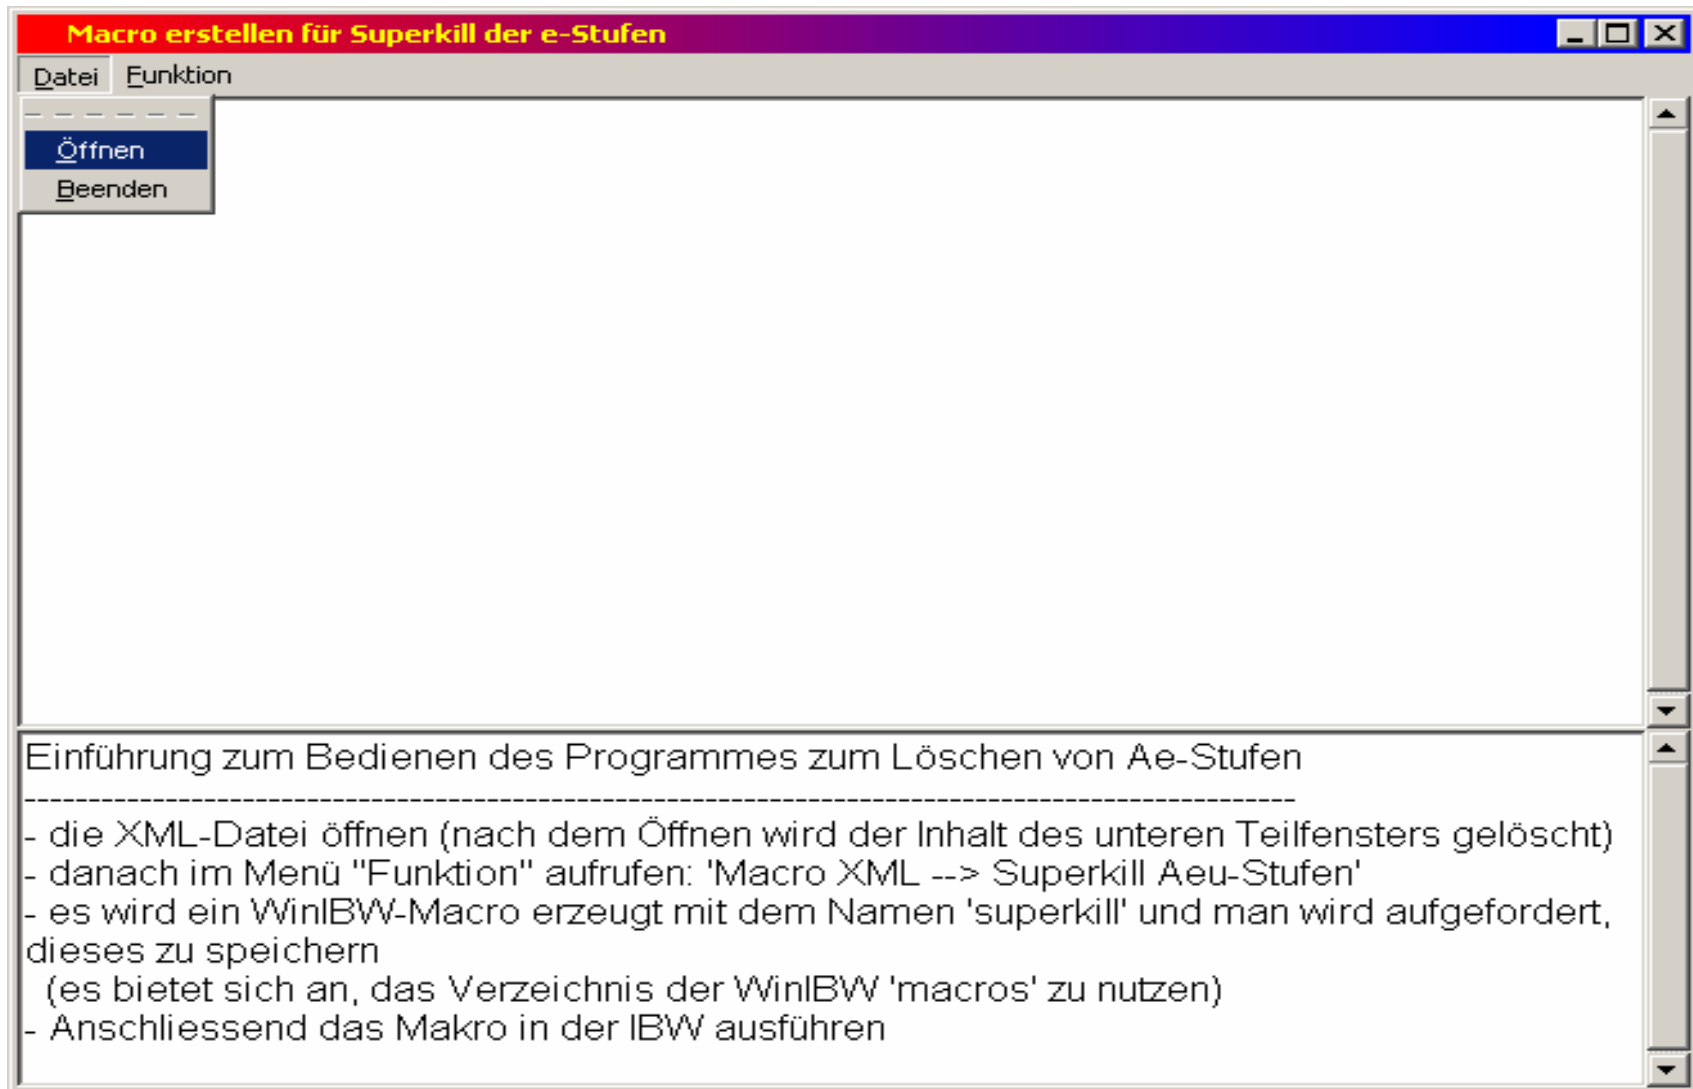 Macro erstellen für Superkill der e-Stufen
Datei Funktion
Öffnen
Beenden
Einführung zum Bedienen des Programmes zum Löschen von Ae-Stufen
----------------------------------------------------------------------------------------------------
- die XML-Datei öffnen (nach dem Öffnen wird der Inhalt des unteren Teilfensters gelöscht)
- danach im Menü "Funktion" aufrufen: 'Macro XML --> Superkill Aeu-Stufen'
- es wird ein WinIBW-Macro erzeugt mit dem Namen 'superkill' und man wird aufgefordert,
dieses zu speichern
(es bietet sich an, das Verzeichnis der WinIBW 'macros' zu nutzen)
- Anschliessend das Makro in der IBW ausführen